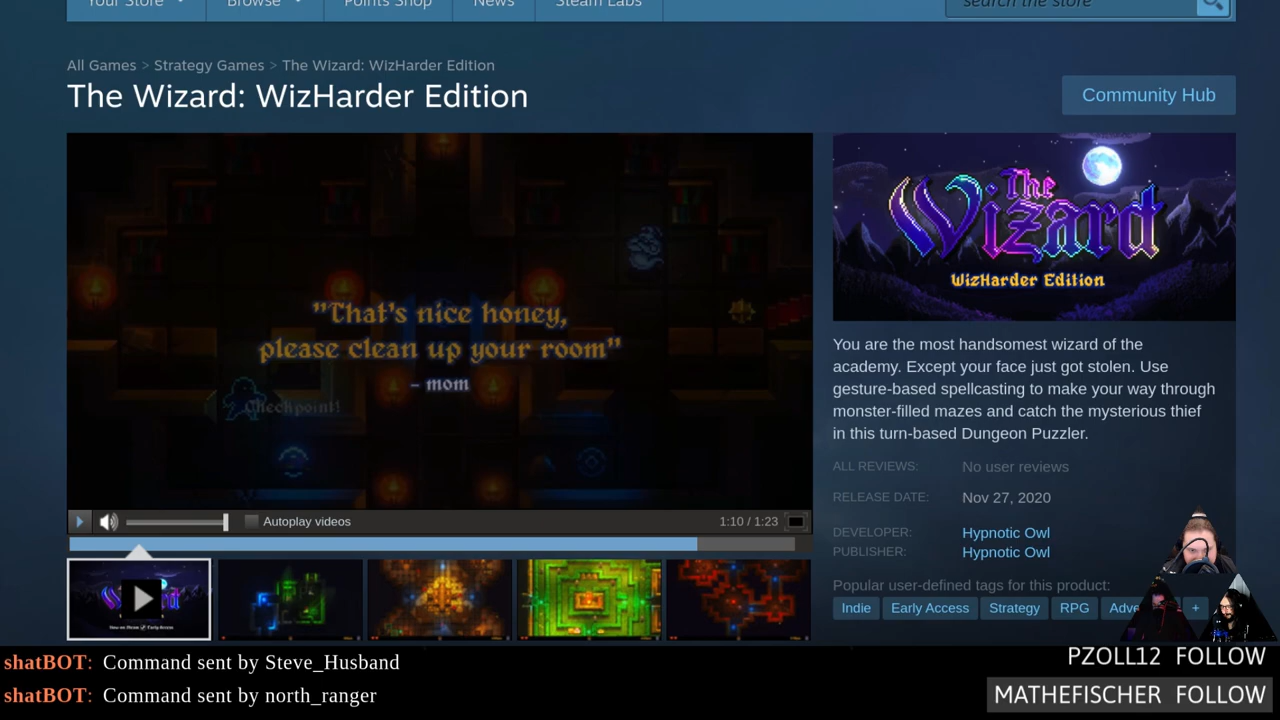 Your Store Browse Points Shop News Steam Labs search the store
All Games > Strategy Games > The Wizard: WizHarder Edition
The Wizard: WizHarder Edition
Community Hub
"That's nice honey,
please clean up your room"
- mom
Checkpoint!
Autoplay videos
1:10 / 1:23
The
Wizard
WizHarder Edition
You are the most handsomest wizard of the
academy. Except your face just got stolen. Use
gesture-based spellcasting to make your way through
monster-filled mazes and catch the mysterious thief
in this turn-based Dungeon Puzzler.
ALL REVIEWS: No user reviews
RELEASE DATE: Nov 27, 2020
DEVELOPER: Hypnotic Owl
PUBLISHER: Hypnotic Owl
Popular user-defined tags for this product:
Indie Early Access Strategy RPG Adve +
shatBOT: Command sent by Steve_Husband
shatBOT: Command sent by north_ranger
PZOLL12 FOLLOW
MATHEFISCHER FOLLOW